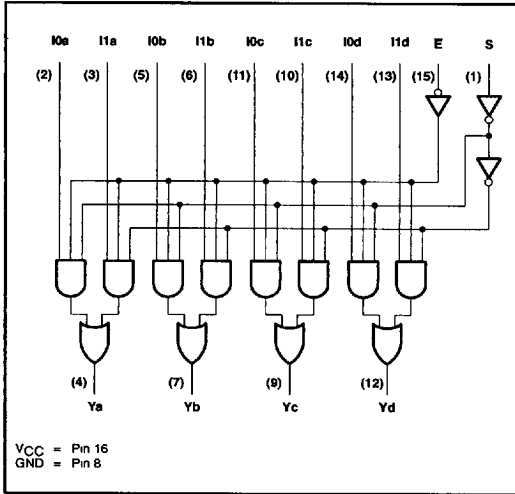 I0a I1a I0b I1b I0c I1c I0d I1d E S
(2) (3) (5) (6) (11) (10) (14) (13) (15) (1)
(4) (7) (9) (12)
Ya Yb Yc Yd
VCC = Pin 16
GND = Pin 8